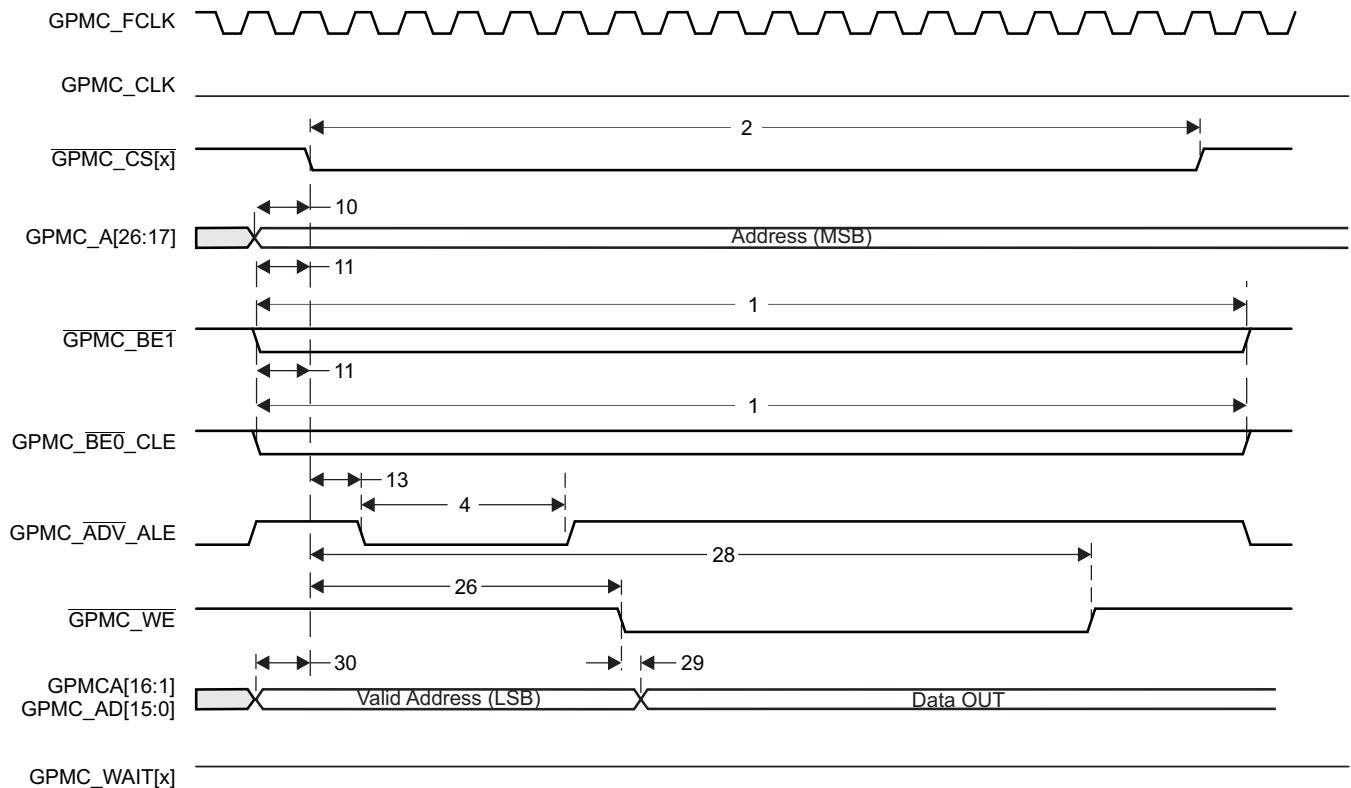 GPMC_FCLK
GPMC_CLK
2
GPMC_CS[x]
10
GPMC_A[26:17]
Address (MSB)
11
1
GPMC_BE1
11
1
GPMC_BE0_CLE
13
4
GPMC_ADV_ALE
28
26
GPMC_WE
30
29
GPMCA[16:1]
GPMC_AD[15:0]
Valid Address (LSB)
Data OUT
GPMC_WAIT[x]